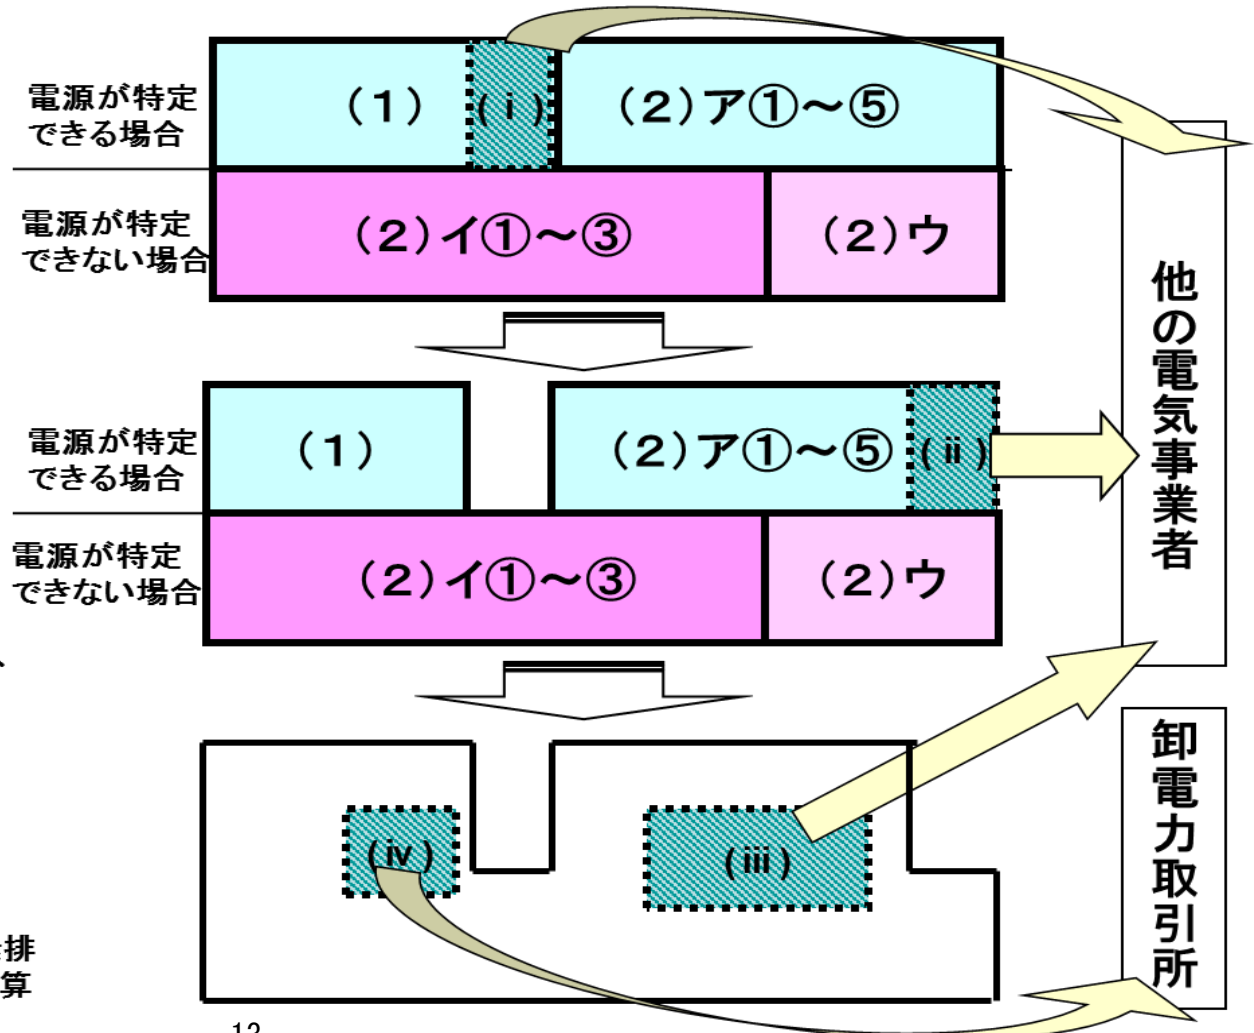 電源が特定
できる場合
(1)
(ⅰ)
(2)ア①～⑤
電源が特定
できない場合
(2)イ①～③
(2)ウ
他の電気事業者
電源が特定
できる場合
(1)
(2)ア①～⑤
(ⅱ)
電源が特定
できない場合
(2)イ①～③
(2)ウ
、
(ⅳ)
(ⅲ)
卸電力取引所
排
算